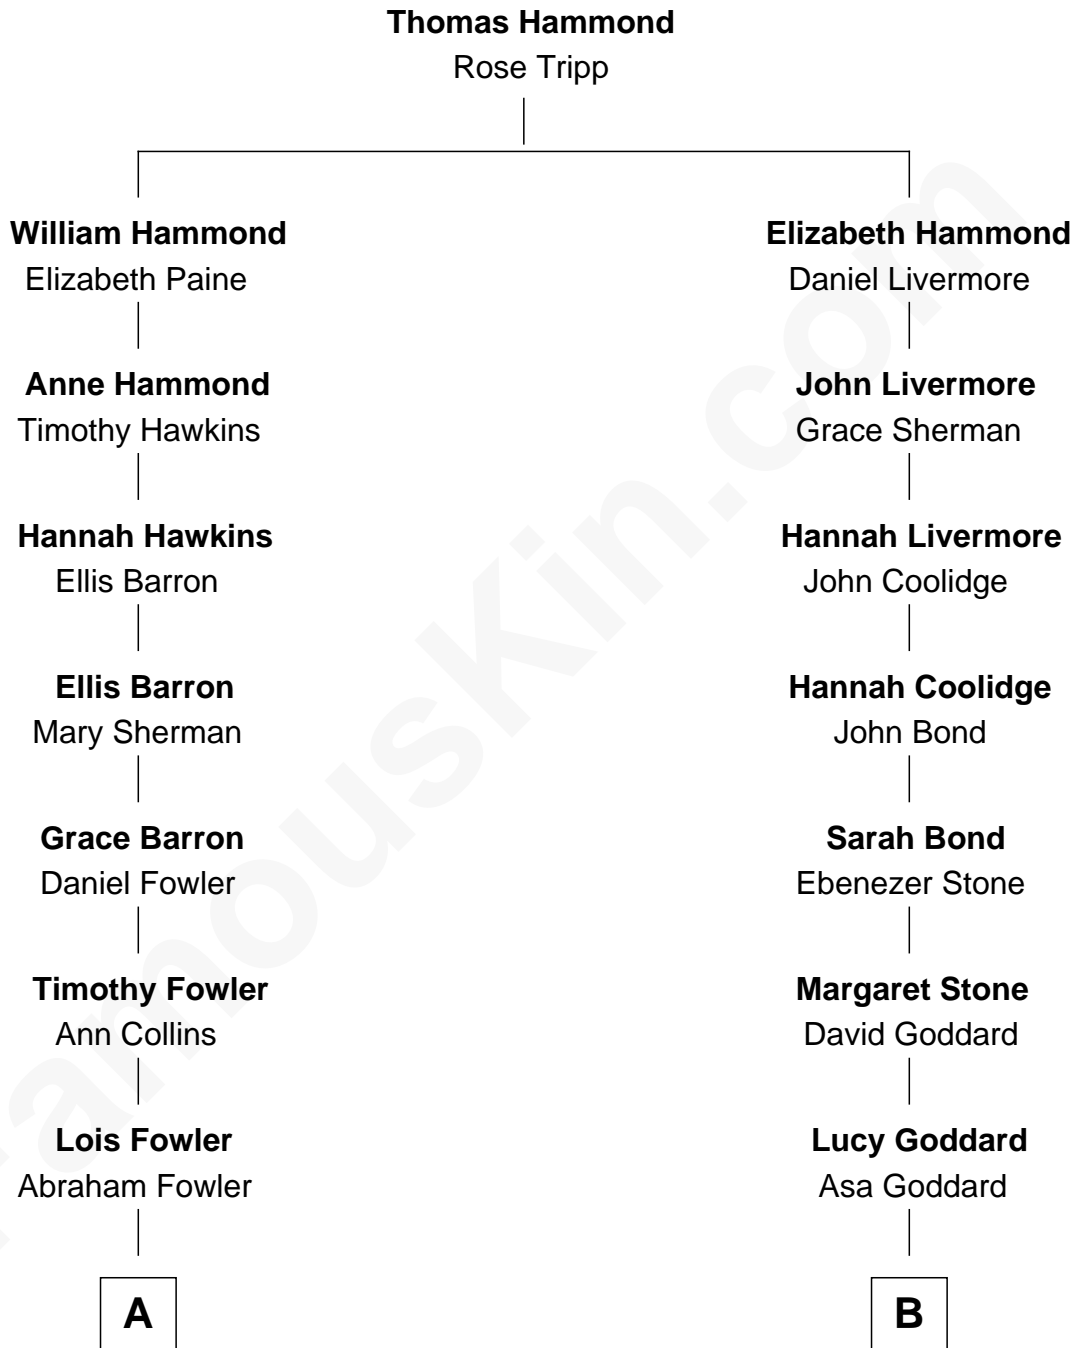 Thomas Hammond
Rose Tripp
William Hammond
Elizabeth Paine
Elizabeth Hammond
Daniel Livermore
Anne Hammond
Timothy Hawkins
John Livermore
Grace Sherman
Hannah Hawkins
Ellis Barron
Hannah Livermore
John Coolidge
Ellis Barron
Mary Sherman
Hannah Coolidge
John Bond
Grace Barron
Daniel Fowler
Sarah Bond
Ebenezer Stone
Timothy Fowler
Ann Collins
Margaret Stone
David Goddard
Lois Fowler
Abraham Fowler
Lucy Goddard
Asa Goddard
A
B
FamousKin.com